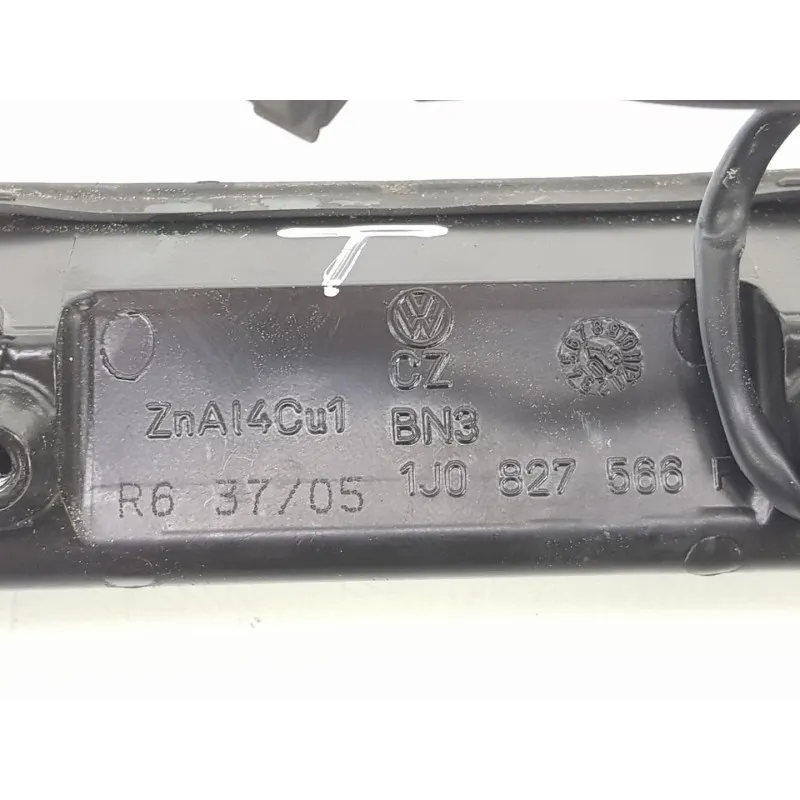 T
VW
CZ
ZnAl4Cu1
BN3
R6 37/05
1J0 827 566